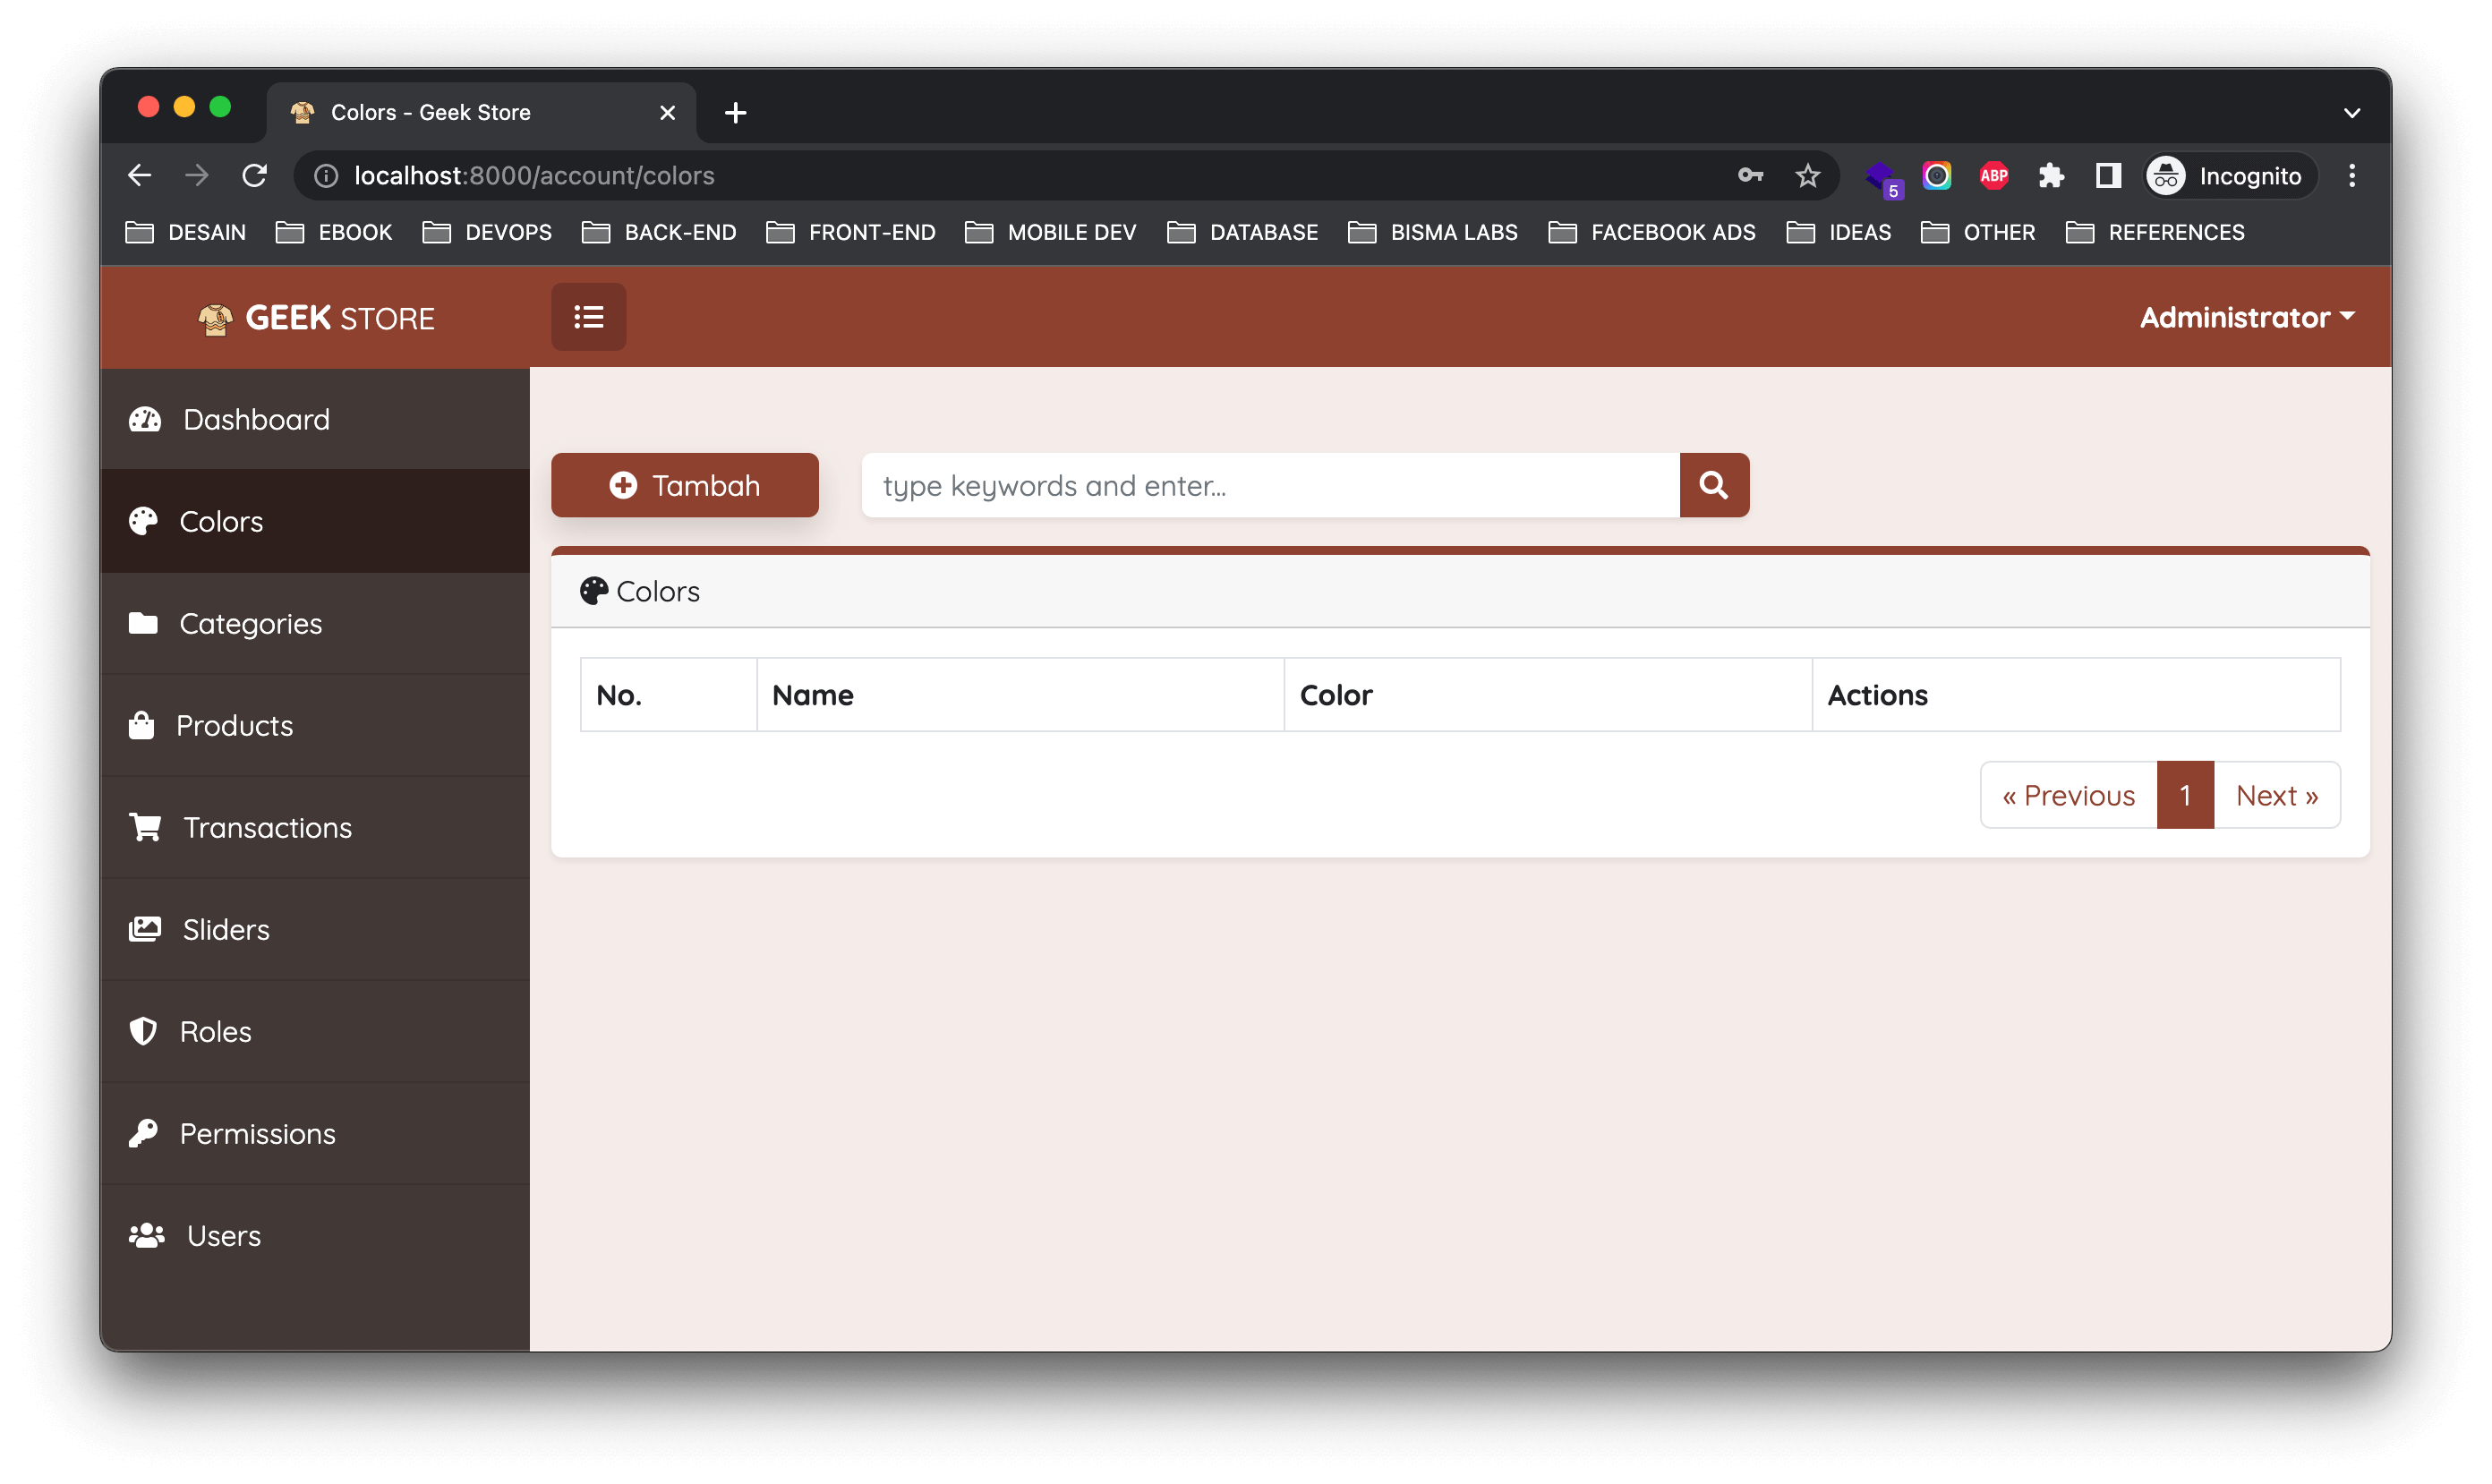 Colors - Geek Store
localhost:8000/account/colors
5
ABP
Incognito
DESAIN EBOOK DEVOPS BACK-END FRONT-END MOBILE DEV DATABASE BISMA LABS FACEBOOK ADS IDEAS OTHER REFERENCES
GEEK STORE
Administrator
Dashboard
Colors
Categories
Products
Transactions
Sliders
Roles
Permissions
Users
Tambah
type keywords and enter...
Colors
No. Name Color Actions
« Previous 1 Next »